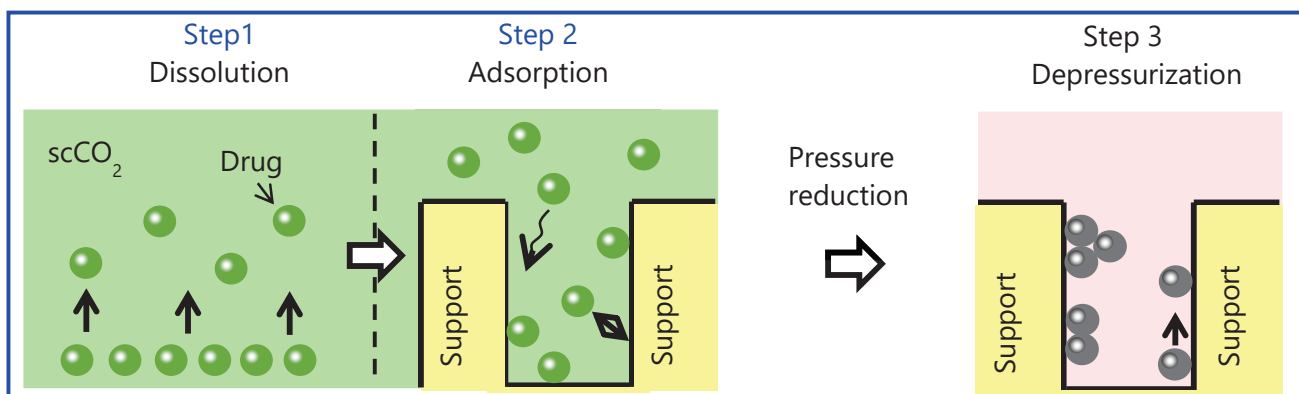 Step1
Dissolution
Step 2
Adsorption
Step 3
Depressurization
scCO₂
Drug
Support
Support
Pressure
reduction
Support
Support